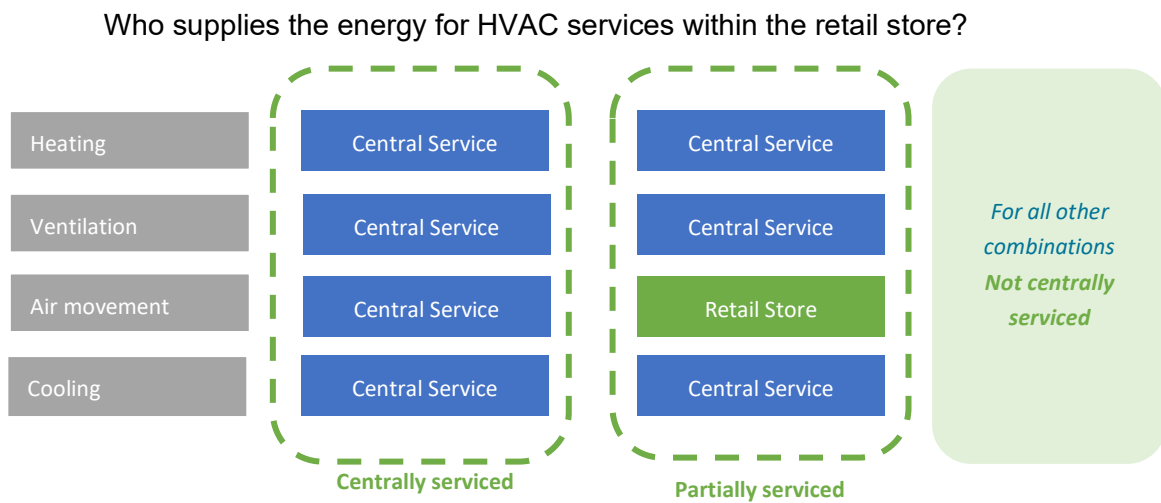 Who supplies the energy for HVAC services within the retail store?
Heating
Central Service
Central Service
Ventilation
Central Service
Central Service
Air movement
Central Service
Retail Store
Cooling
Central Service
Central Service
For all other
combinations
Not centrally
serviced
Centrally serviced
Partially serviced